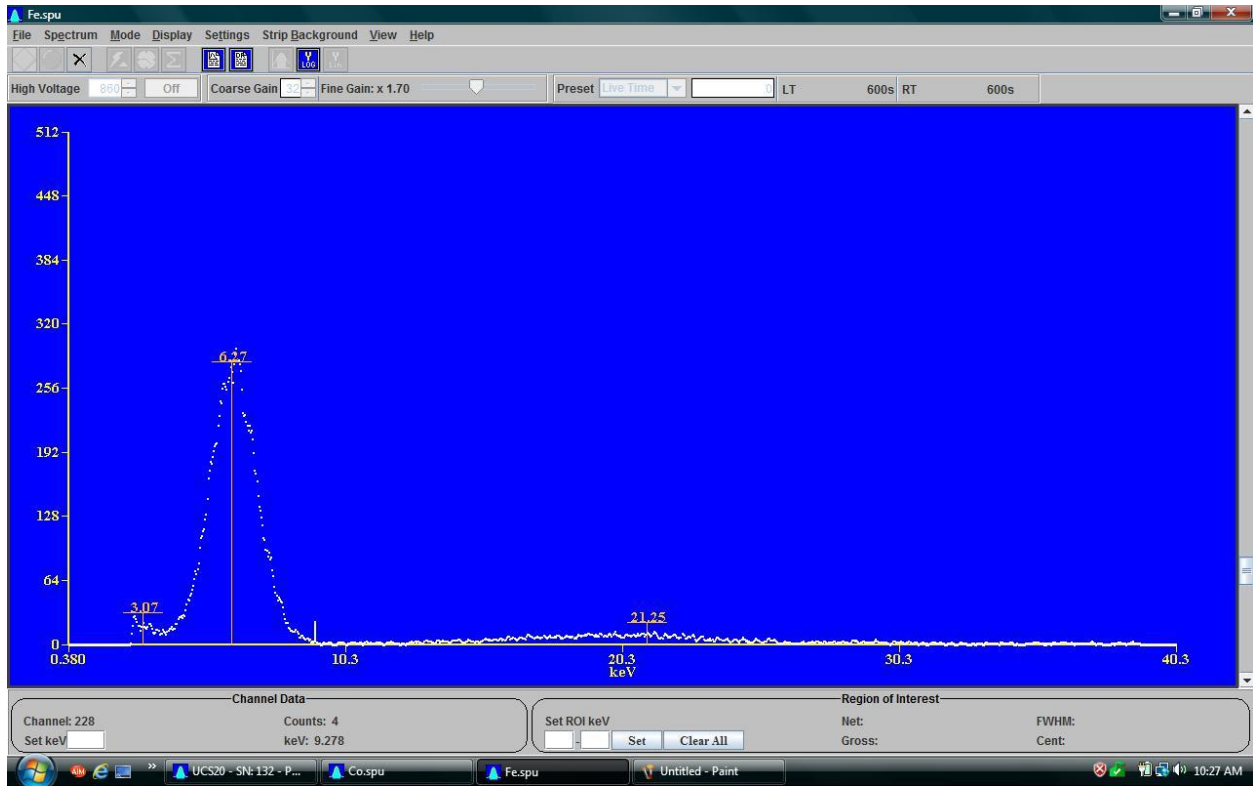 Fe.spu
File Spectrum Mode Display Settings Strip Background View Help
Y LOG
High Voltage 860 Off Coarse Gain 32 Fine Gain: x 1.70 Preset Live Time 0 LT 600s RT 600s
512
448
384
320
256
192
128
64
0
6.27
3.07
21.25
0.380 10.3 20.3 30.3 40.3
keV
Channel Data Region of Interest
Channel: 228 Counts: 4 Set ROI keV Net: FWHM:
Set keV keV: 9.278 - Set Clear All Gross: Cent:
» UCS20 - SN: 132 - P... Co.spu Fe.spu Untitled - Paint 10:27 AM